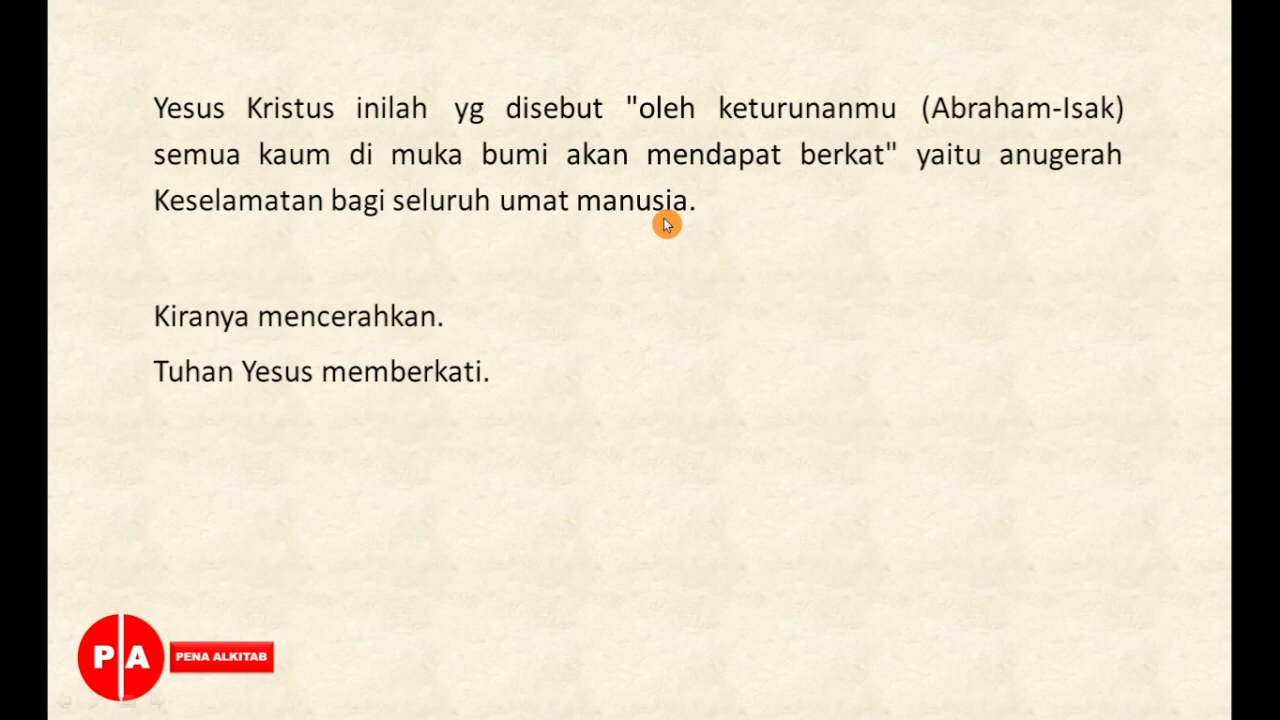 Yesus Kristus inilah yg disebut "oleh keturunanmu (Abraham-Isak)
semua kaum di muka bumi akan mendapat berkat" yaitu anugerah
Keselamatan bagi seluruh umat manusia.
Kiranya mencerahkan.
Tuhan Yesus memberkati.
P A
PENA ALKITAB